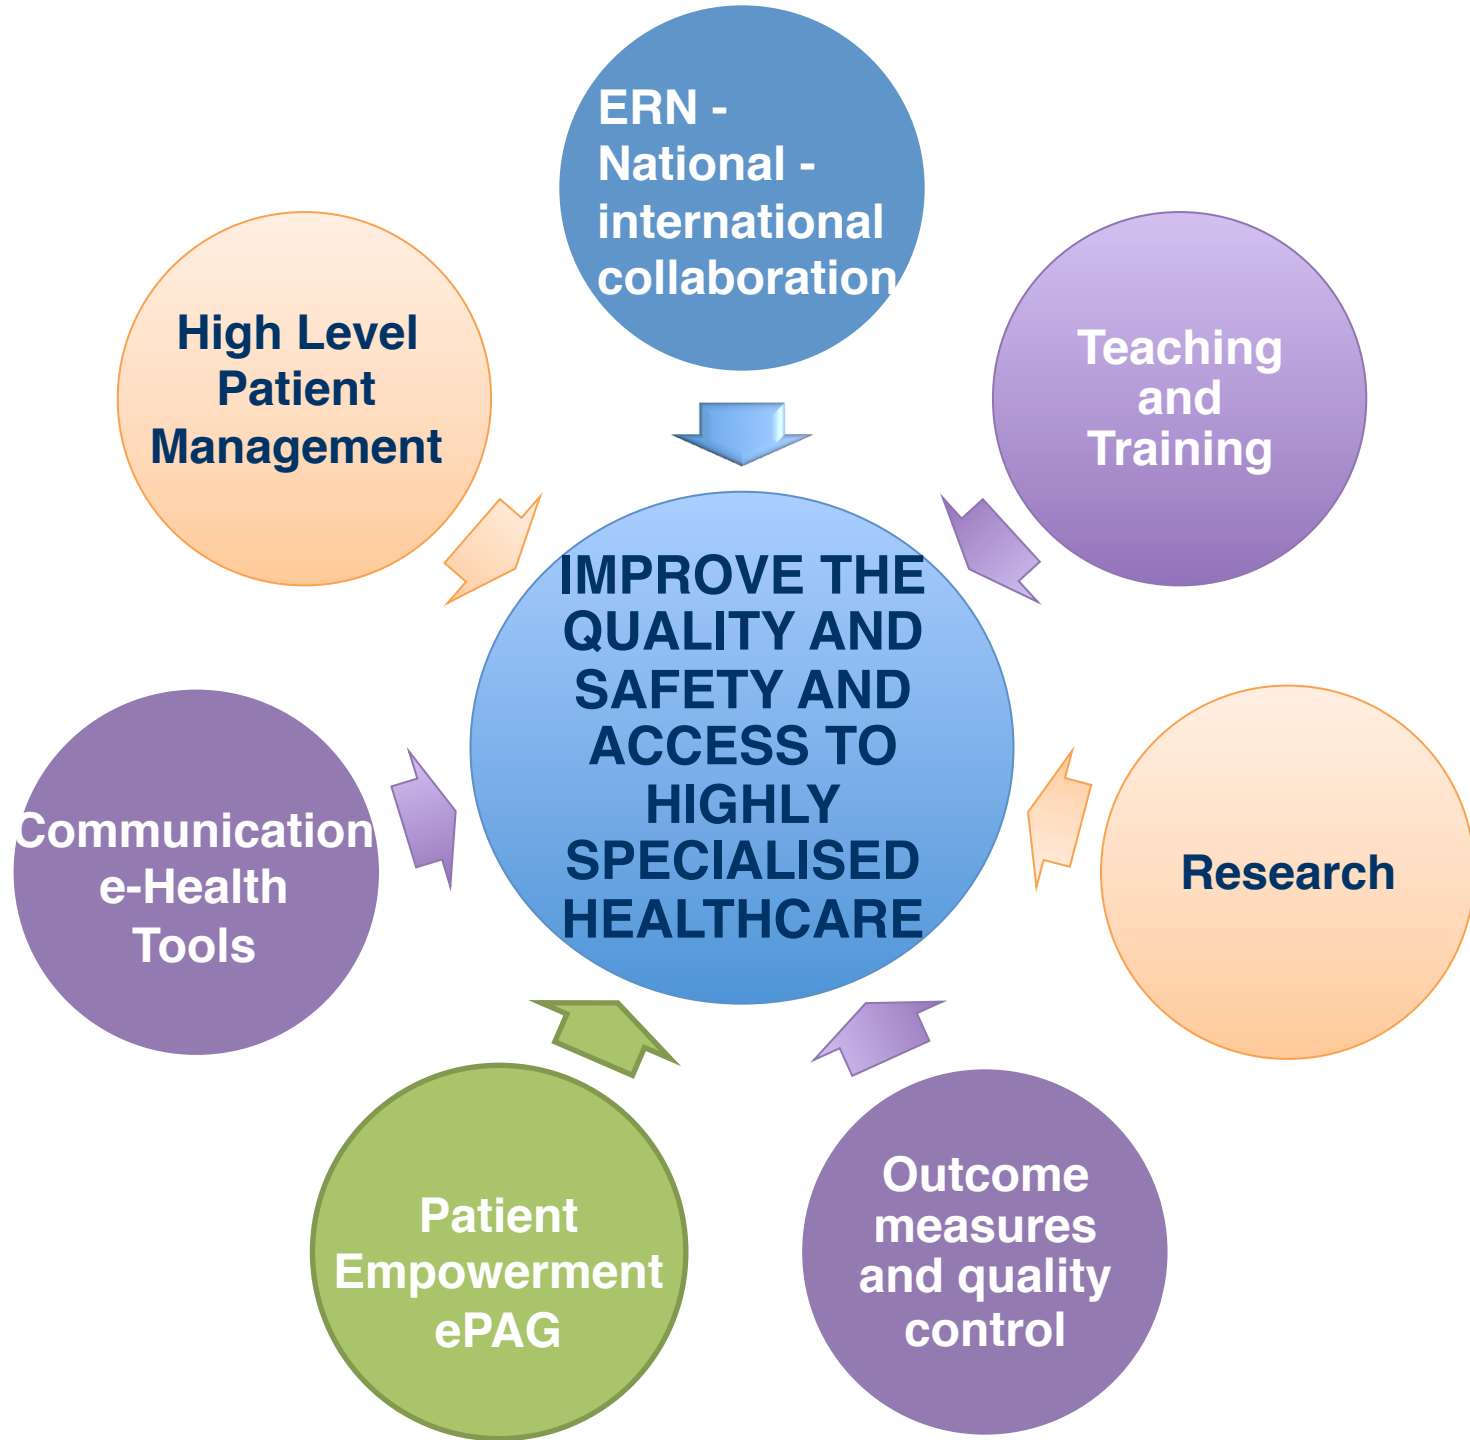 ERN -
National -
international
collaboration
High Level
Patient
Management
Teaching
and
Training
IMPROVE THE
QUALITY AND
SAFETY AND
ACCESS TO
HIGHLY
SPECIALISED
HEALTHCARE
Communication
e-Health
Tools
Research
Patient
Empowerment
ePAG
Outcome
measures
and quality
control